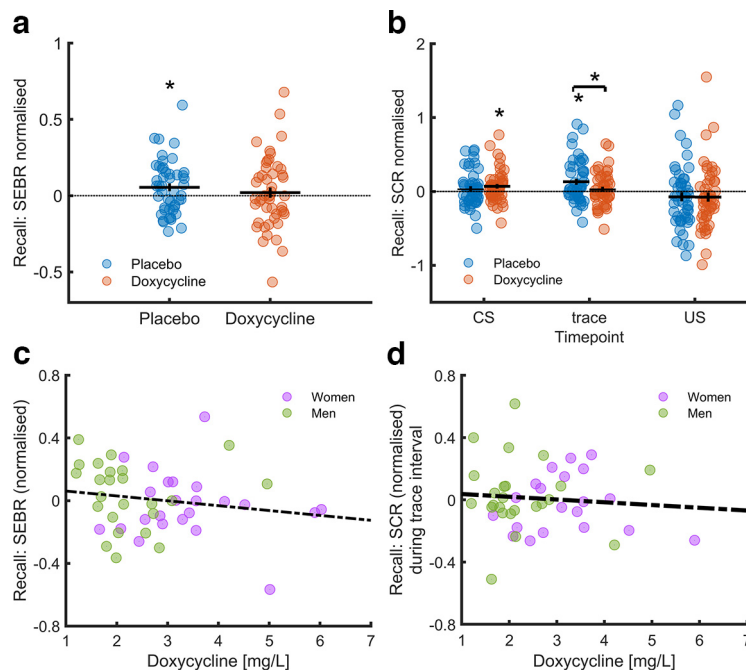 a
Recall: SEBR normalised
1
0.5
0
-0.5
*
Placebo
Doxycycline
Placebo
Doxycycline
b
Recall: SCR normalised
2
1
0
-1
*
*
*
Placebo
Doxycycline
CS
trace
US
Timepoint
c
Recall: SEBR (normalised)
0.8
0.4
0
-0.4
-0.8
Women
Men
1 2 3 4 5 6 7
Doxycycline [mg/L]
d
Recall: SCR (normalised)
during trace interval
0.8
0.4
0
-0.4
-0.8
Women
Men
1 2 3 4 5 6 7
Doxycycline [mg/L]